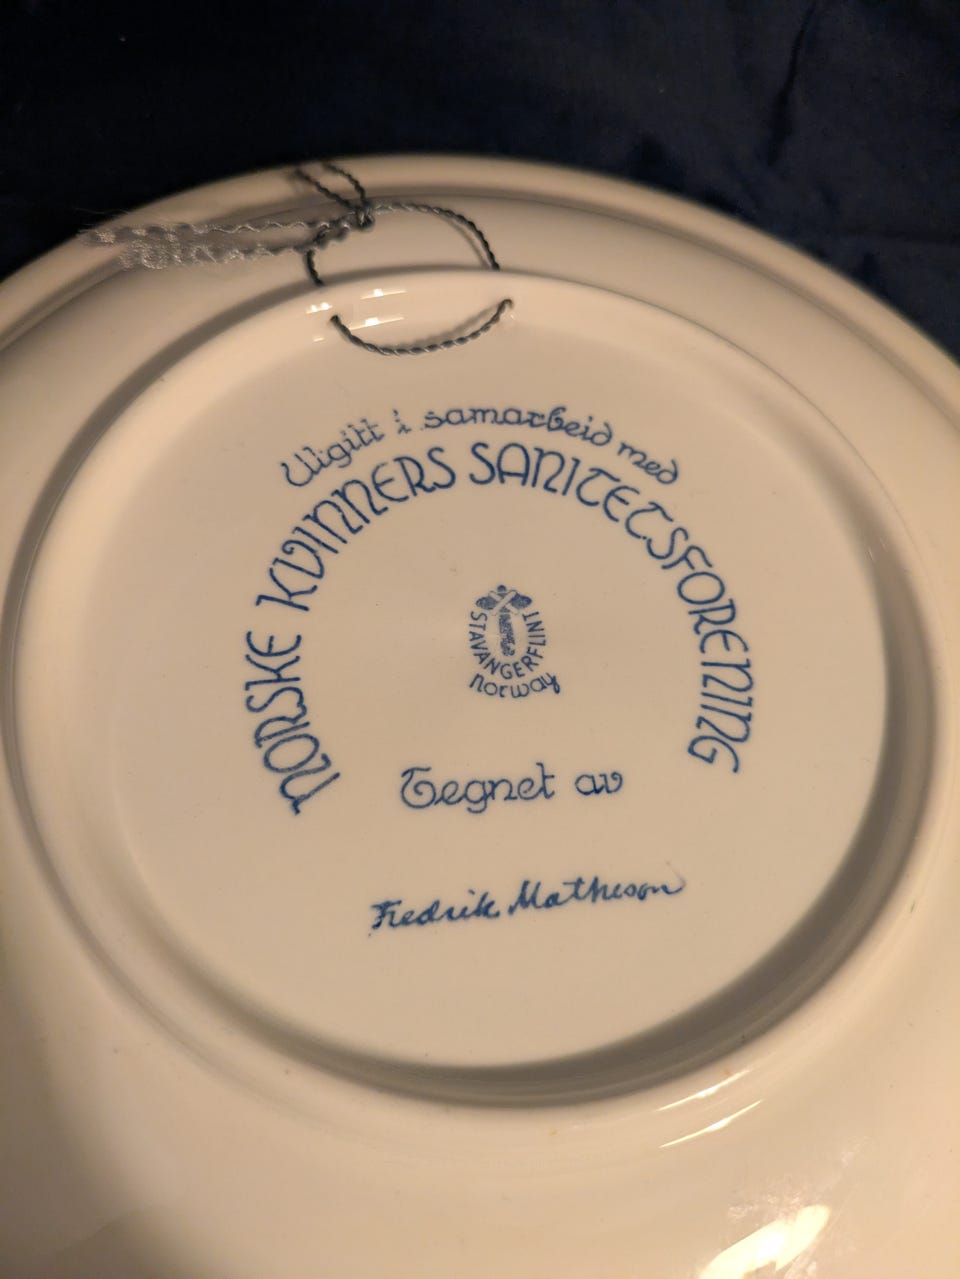 Utgitt i samarbeid med
NORSKE KVINNERS SANITETSFORENING
STAVANGERFLINT
Norway
Tegnet av
Fredrik Matheson